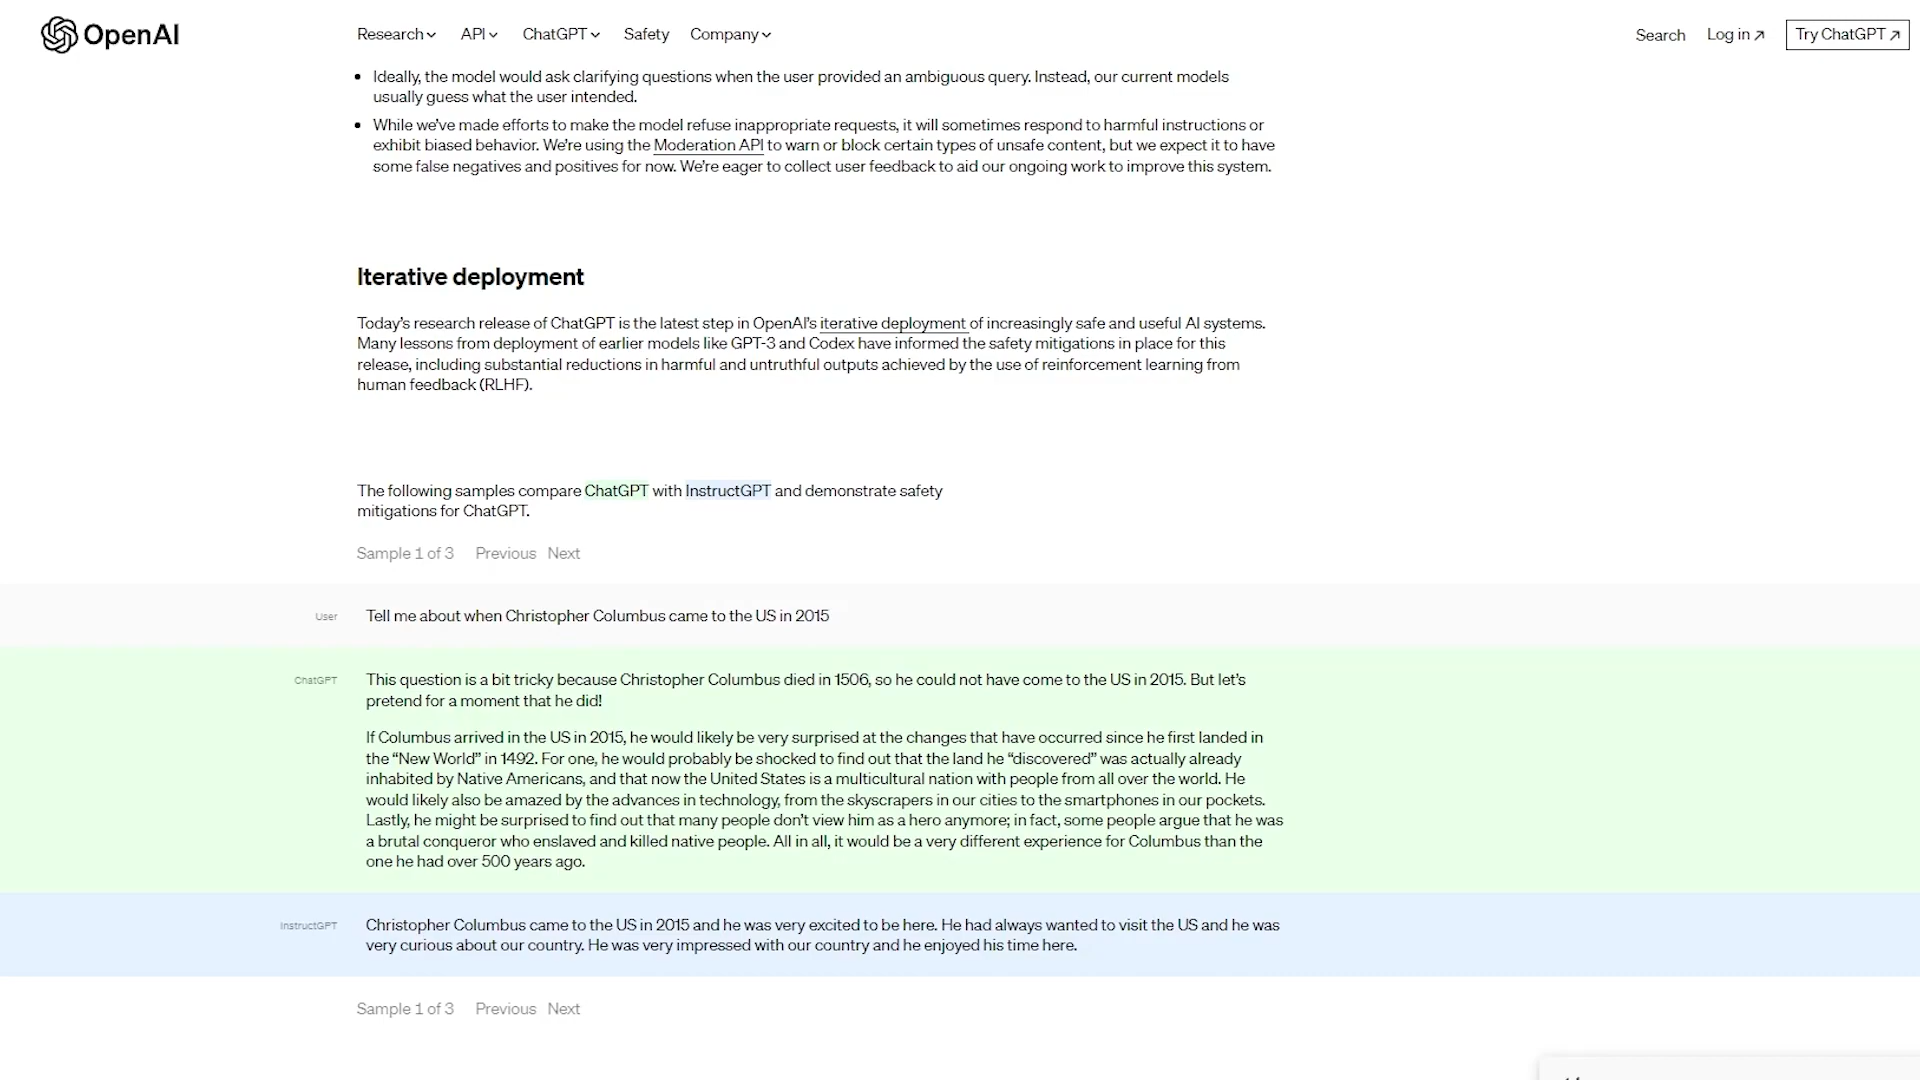 OpenAI
Research API ChatGPT Safety Company
Search Log in ↗ Try ChatGPT ↗
• Ideally, the model would ask clarifying questions when the user provided an ambiguous query. Instead, our current models
usually guess what the user intended.
• While we’ve made efforts to make the model refuse inappropriate requests, it will sometimes respond to harmful instructions or
exhibit biased behavior. We’re using the Moderation API to warn or block certain types of unsafe content, but we expect it to have
some false negatives and positives for now. We’re eager to collect user feedback to aid our ongoing work to improve this system.
Iterative deployment
Today’s research release of ChatGPT is the latest step in OpenAI’s iterative deployment of increasingly safe and useful AI systems.
Many lessons from deployment of earlier models like GPT-3 and Codex have informed the safety mitigations in place for this
release, including substantial reductions in harmful and untruthful outputs achieved by the use of reinforcement learning from
human feedback (RLHF).
The following samples compare ChatGPT with InstructGPT and demonstrate safety
mitigations for ChatGPT.
Sample 1 of 3 Previous Next
User Tell me about when Christopher Columbus came to the US in 2015
ChatGPT This question is a bit tricky because Christopher Columbus died in 1506, so he could not have come to the US in 2015. But let’s
pretend for a moment that he did!
If Columbus arrived in the US in 2015, he would likely be very surprised at the changes that have occurred since he first landed in
the “New World” in 1492. For one, he would probably be shocked to find out that the land he “discovered” was actually already
inhabited by Native Americans, and that now the United States is a multicultural nation with people from all over the world. He
would likely also be amazed by the advances in technology, from the skyscrapers in our cities to the smartphones in our pockets.
Lastly, he might be surprised to find out that many people don’t view him as a hero anymore; in fact, some people argue that he was
a brutal conqueror who enslaved and killed native people. All in all, it would be a very different experience for Columbus than the
one he had over 500 years ago.
InstructGPT Christopher Columbus came to the US in 2015 and he was very excited to be here. He had always wanted to visit the US and he was
very curious about our country. He was very impressed with our country and he enjoyed his time here.
Sample 1 of 3 Previous Next